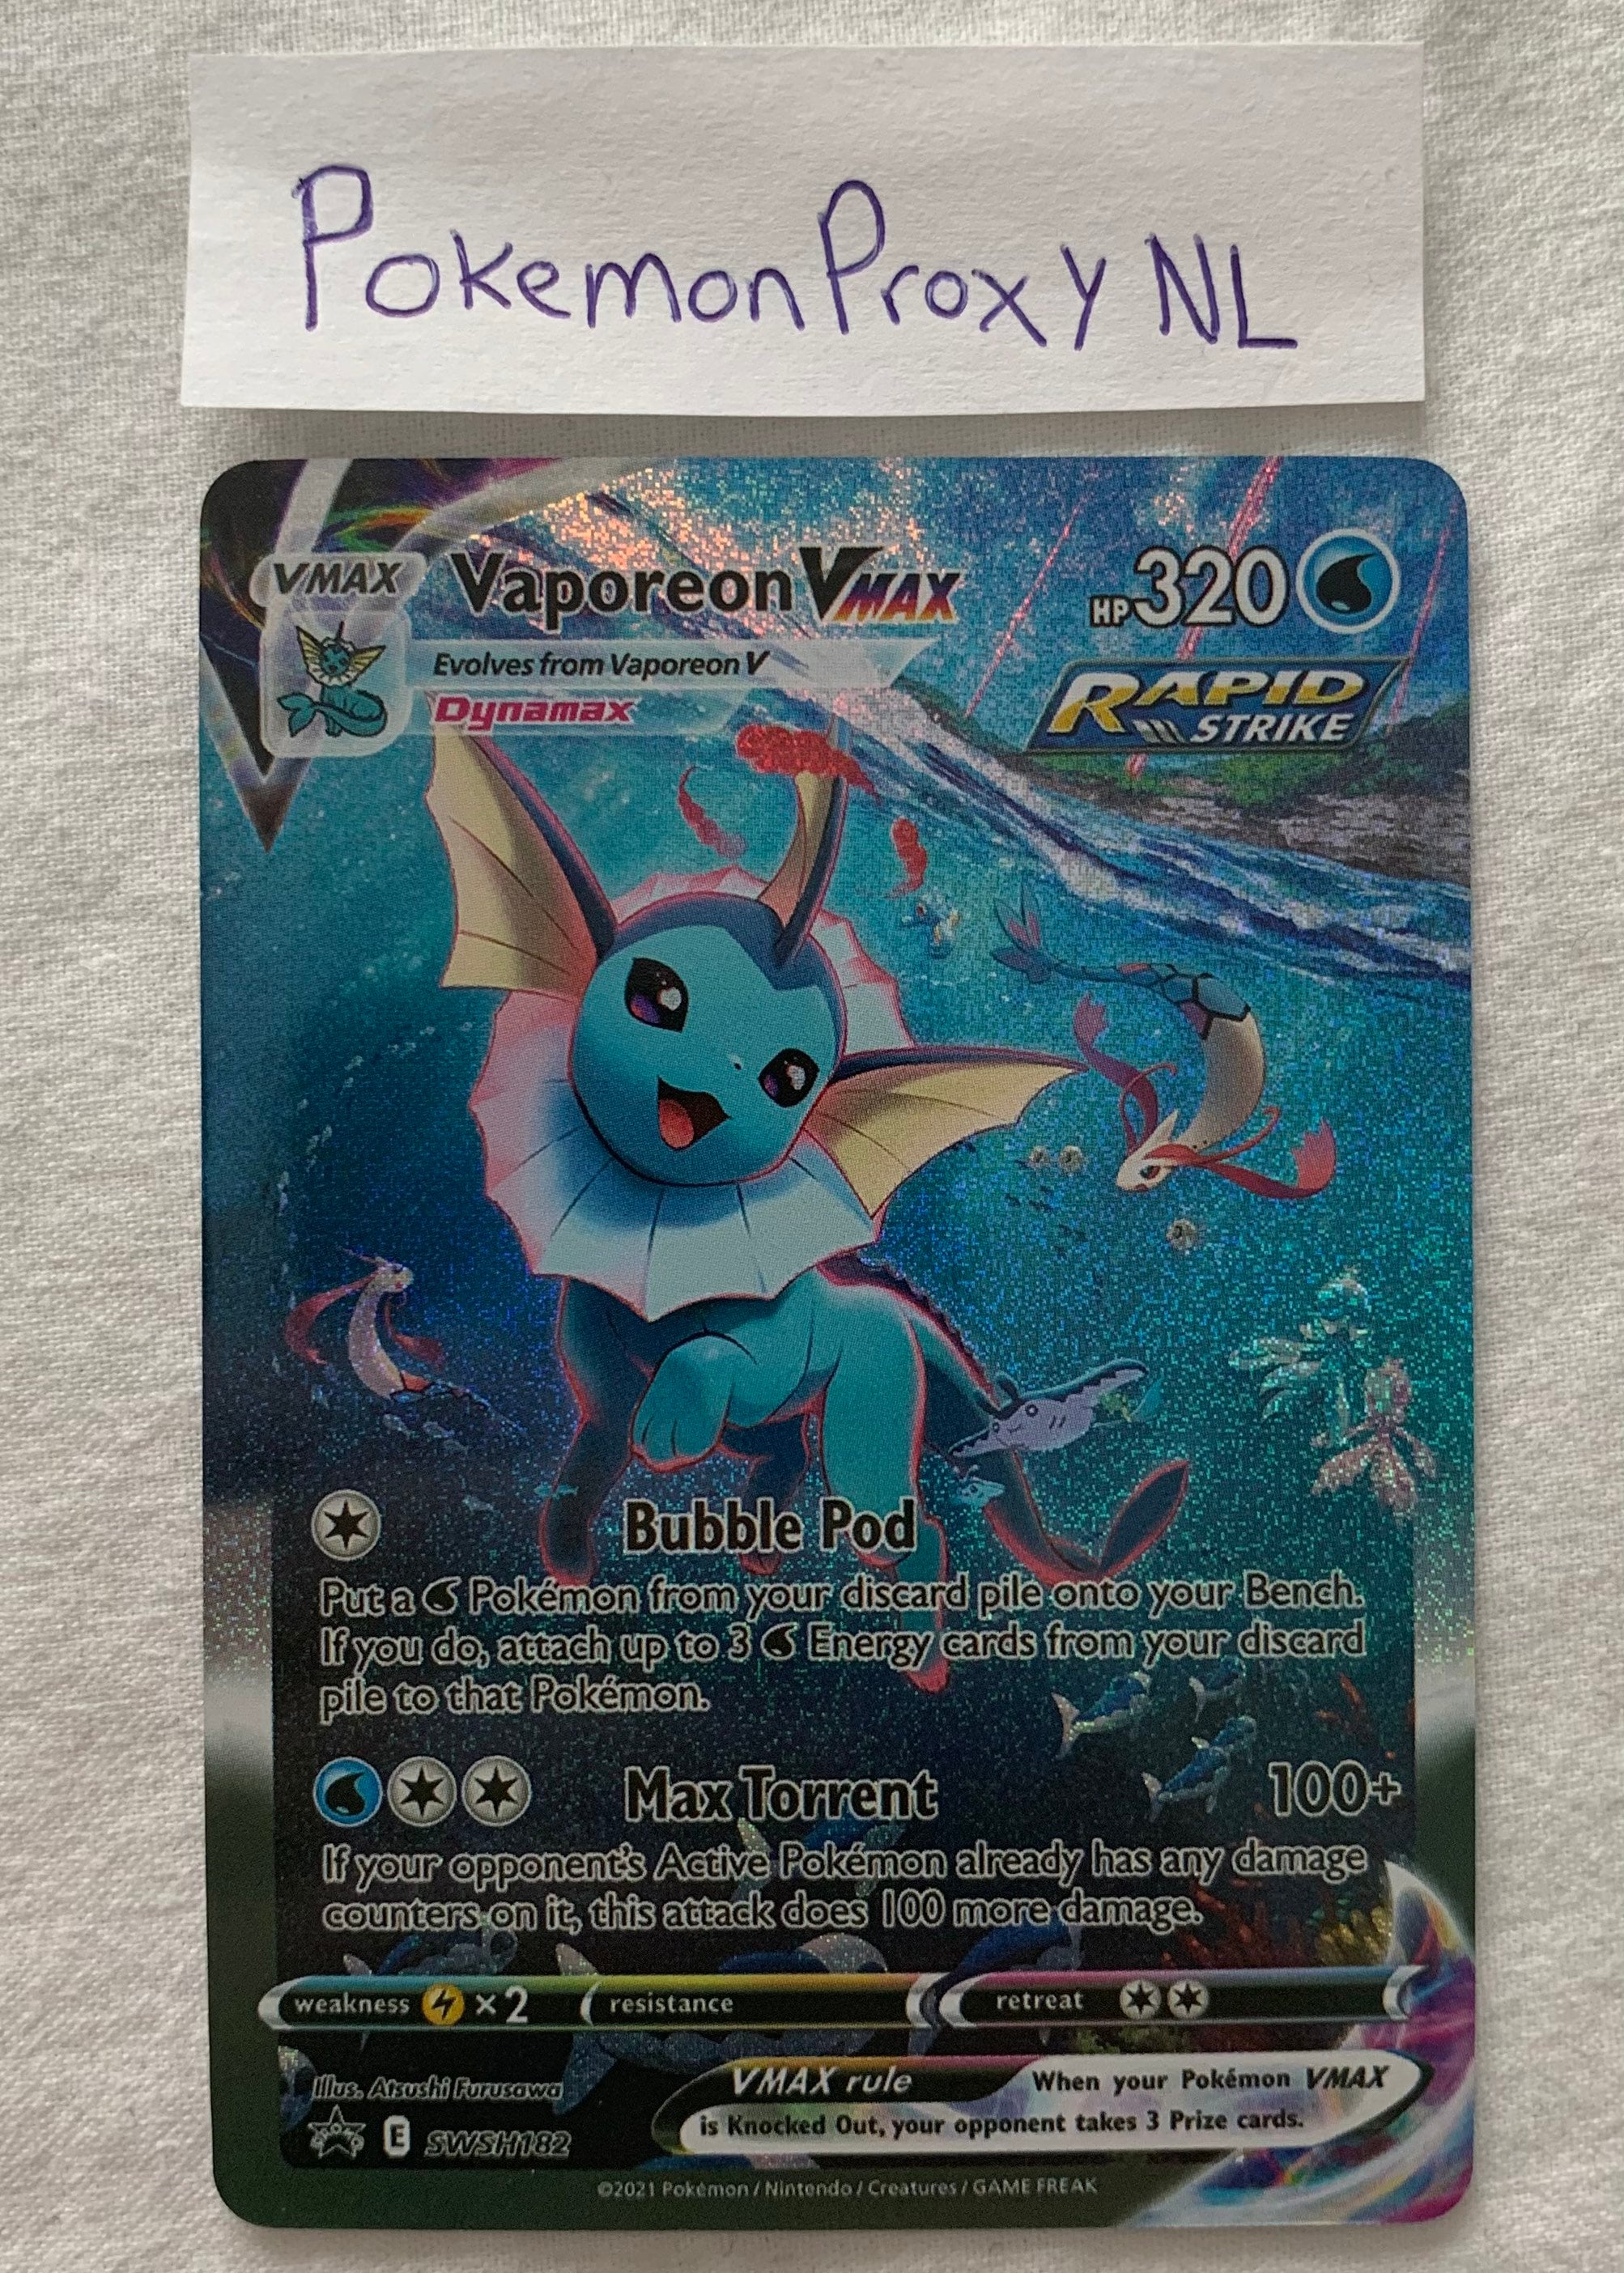 PokemonProxyNL
VMAX Vaporeon VMAX HP 320
Evolves from Vaporeon V
Dynamax
RAPID
STRIKE
Bubble Pod
Put a Pokémon from your discard pile onto your Bench.
If you do, attach up to 3 Energy cards from your discard
pile to that Pokémon.
Max Torrent 100+
If your opponent's Active Pokémon already has any damage
counters on it, this attack does 100 more damage.
weakness ×2 resistance retreat
Illus. Atsushi Furusawa
VMAX rule When your Pokémon VMAX
is Knocked Out, your opponent takes 3 Prize cards.
E SWSH182
©2021 Pokémon / Nintendo / Creatures / GAME FREAK